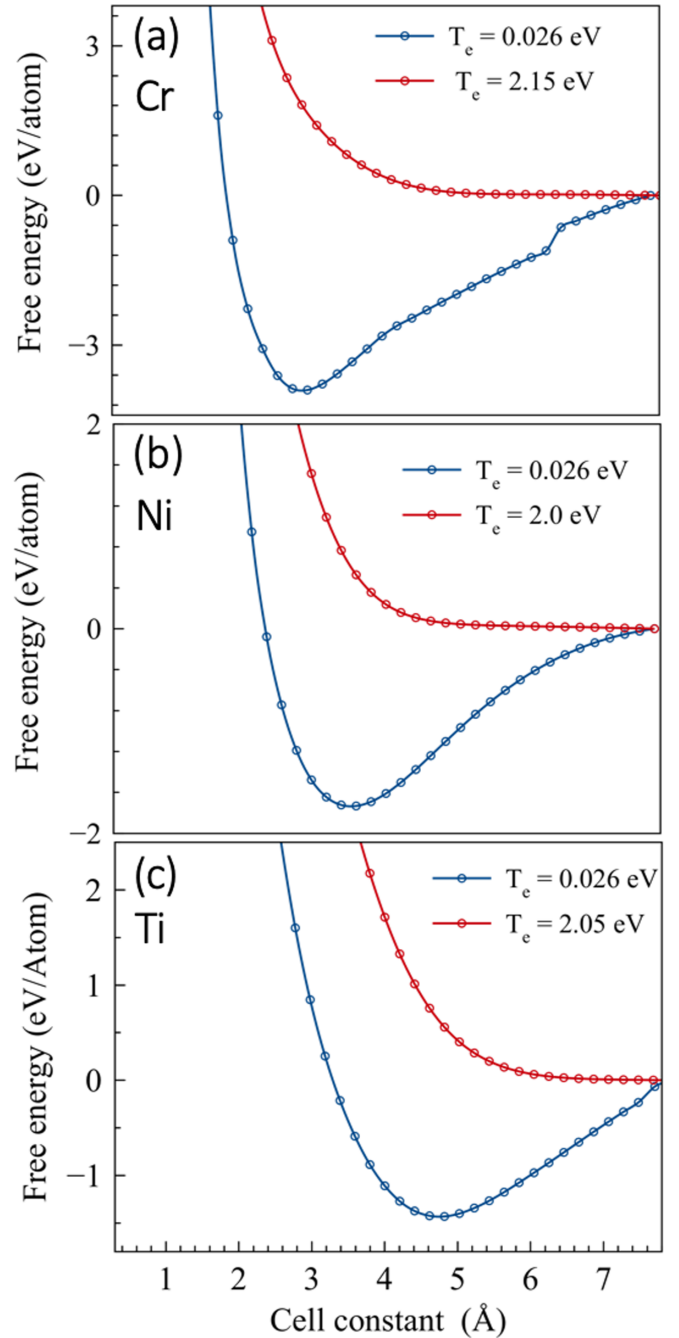 (a)
Cr
T_e = 0.026 eV
T_e = 2.15 eV
3
0
−3
Free energy (eV/atom)
(b)
Ni
T_e = 0.026 eV
T_e = 2.0 eV
2
0
−2
Free energy (eV/atom)
(c)
Ti
T_e = 0.026 eV
T_e = 2.05 eV
2
1
0
−1
Free energy (eV/Atom)
1 2 3 4 5 6 7
Cell constant (Å)